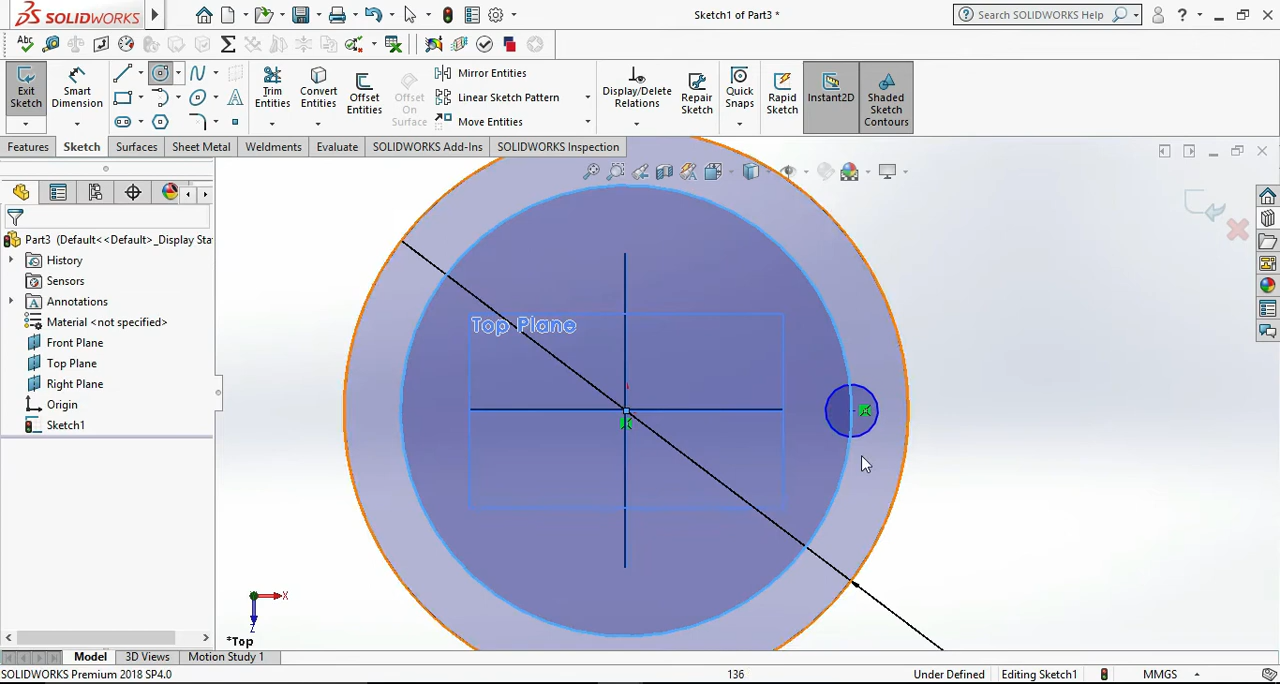 SOLIDWORKS
Sketch1 of Part3 *
Search SOLIDWORKS Help
?
Abc
Exit Sketch
Smart Dimension
Trim Entities
Convert Entities
Offset Entities
Offset On Surface
Mirror Entities
Linear Sketch Pattern
Move Entities
Display/Delete Relations
Repair Sketch
Quick Snaps
Rapid Sketch
Instant2D
Shaded Sketch Contours
Features
Sketch
Surfaces
Sheet Metal
Weldments
Evaluate
SOLIDWORKS Add-Ins
SOLIDWORKS Inspection
Part3 (Default<<Default>_Display Sta
History
Sensors
Annotations
Material <not specified>
Front Plane
Top Plane
Right Plane
Origin
Sketch1
Top Plane
X
Z
*Top
Model
3D Views
Motion Study 1
SOLIDWORKS Premium 2018 SP4.0
136
Under Defined
Editing Sketch1
MMGS